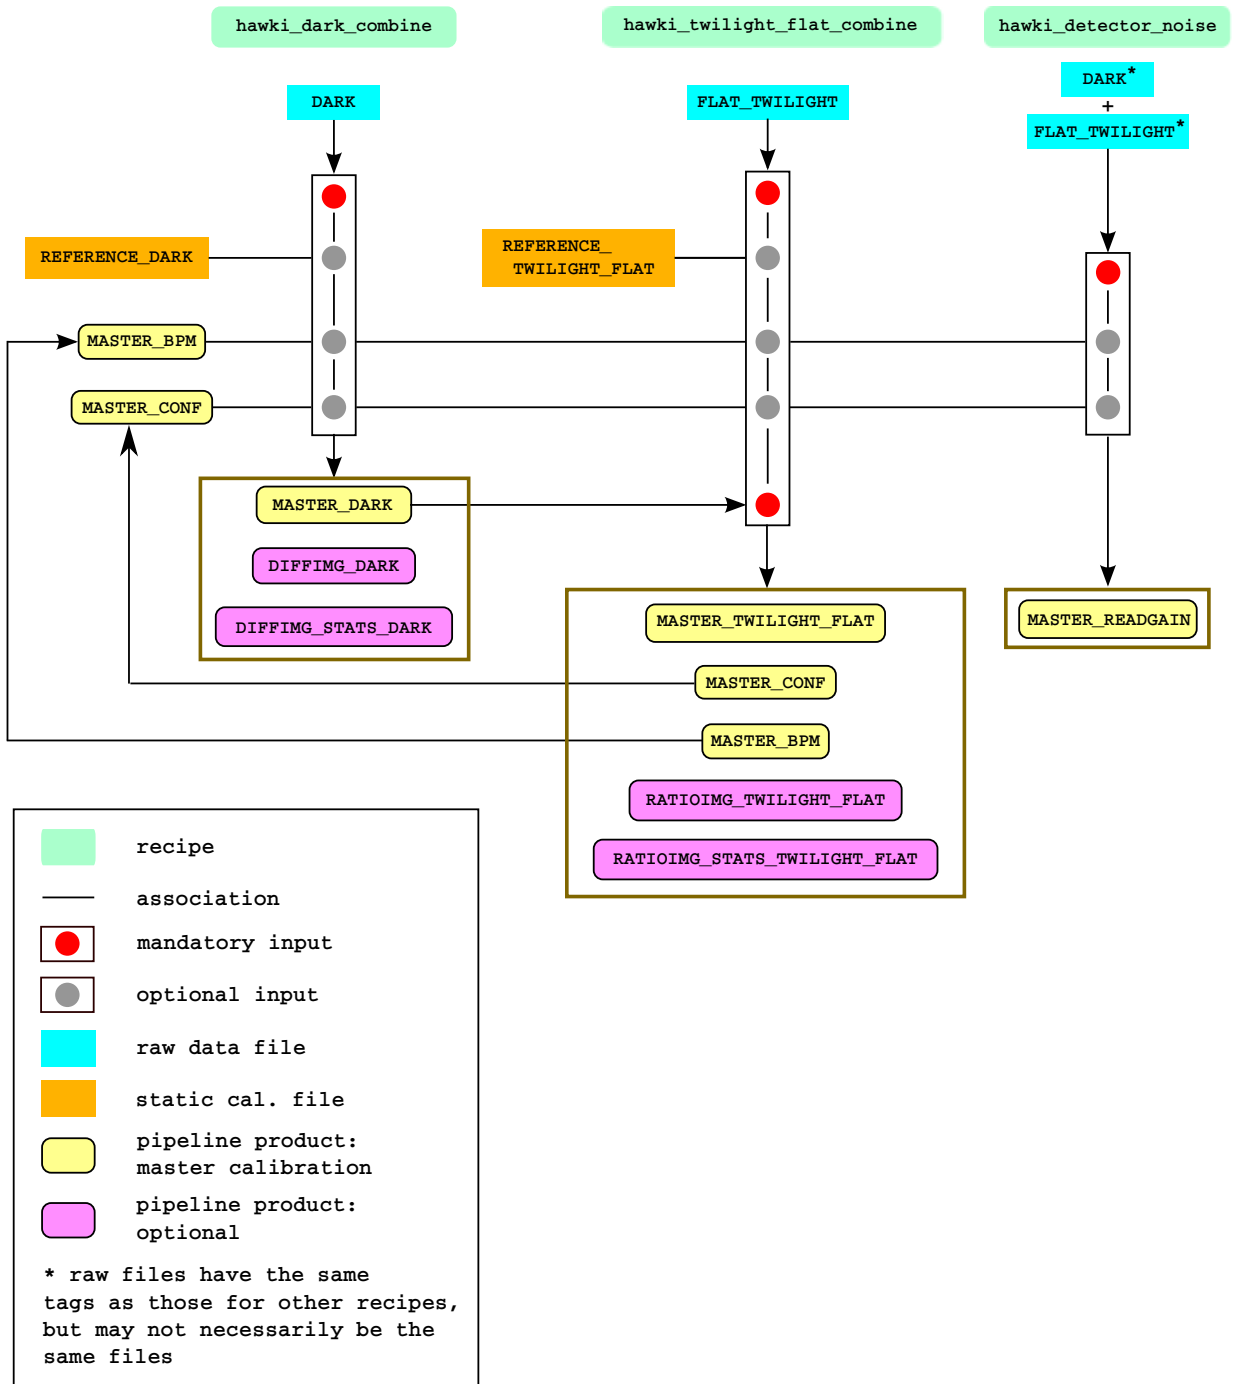 hawki_dark_combine
hawki_twilight_flat_combine
hawki_detector_noise
DARK
FLAT_TWILIGHT
DARK*
+
FLAT_TWILIGHT*
REFERENCE_DARK
REFERENCE_
TWILIGHT_FLAT
MASTER_BPM
MASTER_CONF
MASTER_DARK
DIFFIMG_DARK
DIFFIMG_STATS_DARK
MASTER_TWILIGHT_FLAT
MASTER_CONF
MASTER_BPM
RATIOIMG_TWILIGHT_FLAT
RATIOIMG_STATS_TWILIGHT_FLAT
MASTER_READGAIN
recipe
association
mandatory input
optional input
raw data file
static cal. file
pipeline product:
master calibration
pipeline product:
optional
* raw files have the same
tags as those for other recipes,
but may not necessarily be the
same files